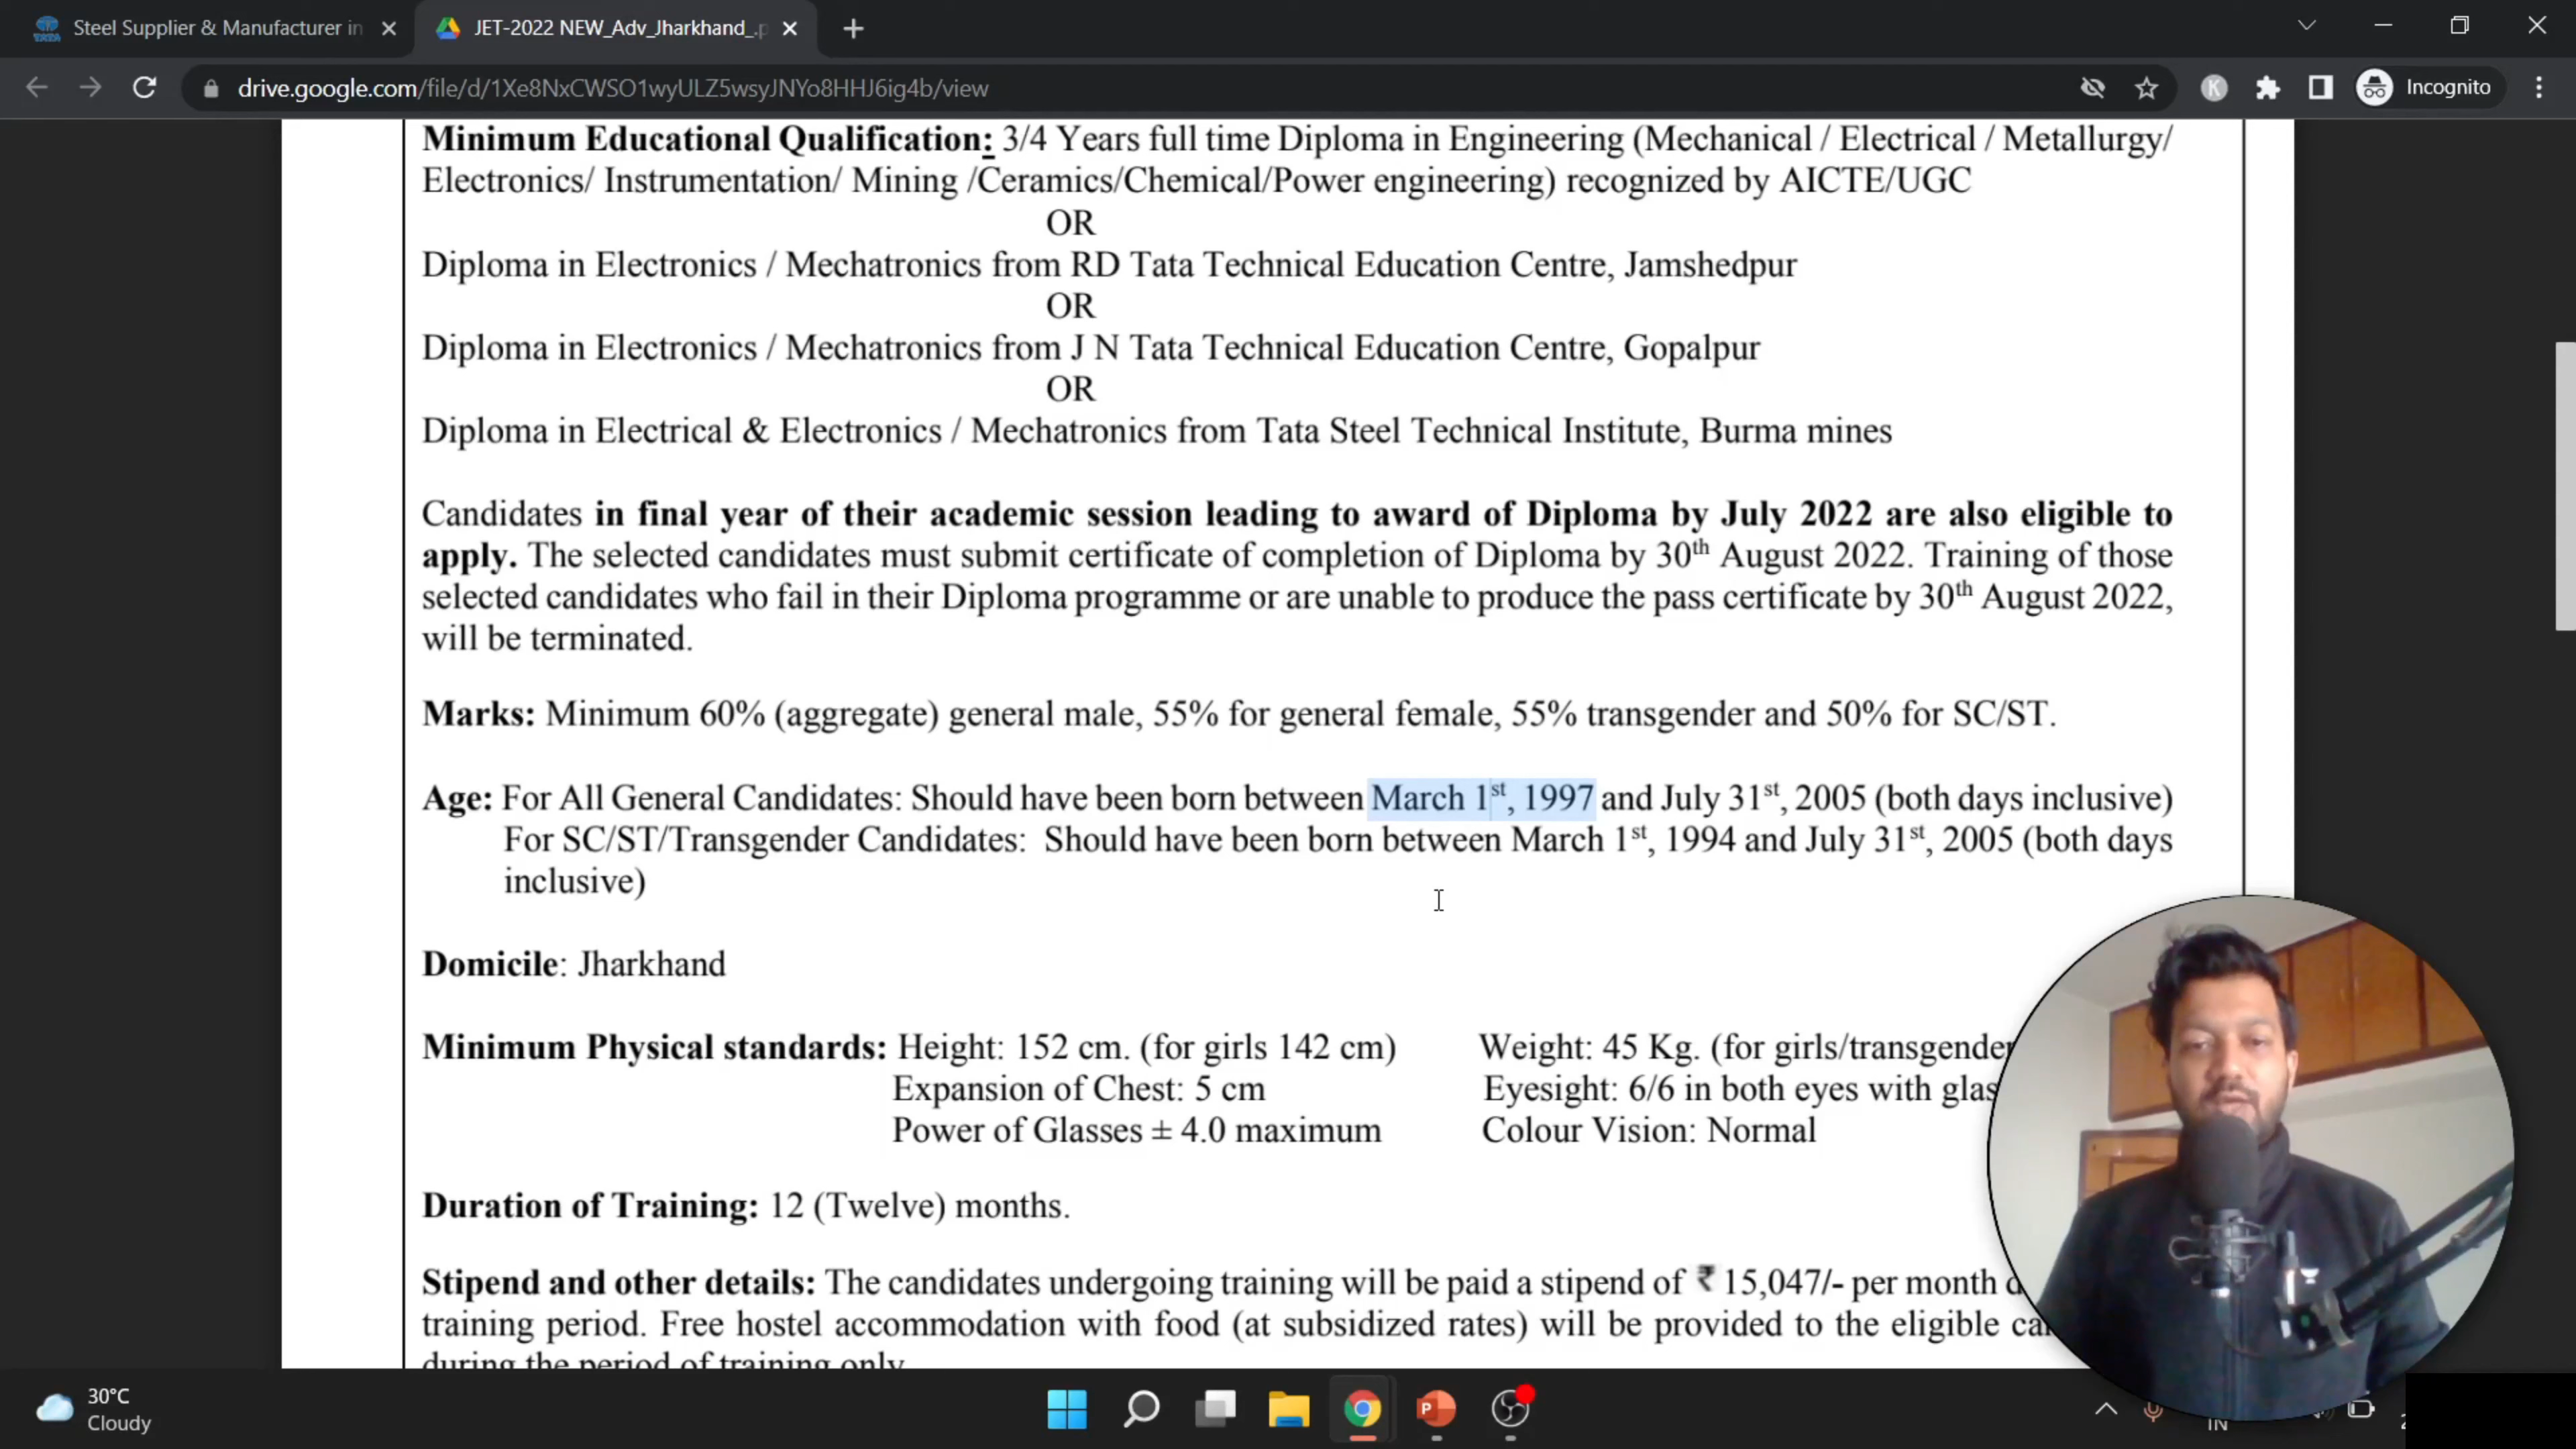 Steel Supplier & Manufacturer in
JET-2022 NEW_Adv_Jharkhand_.p
drive.google.com/file/d/1Xe8NxCWSO1wyULZ5wsyJNYo8HHJ6ig4b/view
K
Incognito
Minimum Educational Qualification: 3/4 Years full time Diploma in Engineering (Mechanical / Electrical / Metallurgy/
Electronics/ Instrumentation/ Mining /Ceramics/Chemical/Power engineering) recognized by AICTE/UGC
OR
Diploma in Electronics / Mechatronics from RD Tata Technical Education Centre, Jamshedpur
OR
Diploma in Electronics / Mechatronics from J N Tata Technical Education Centre, Gopalpur
OR
Diploma in Electrical & Electronics / Mechatronics from Tata Steel Technical Institute, Burma mines
Candidates in final year of their academic session leading to award of Diploma by July 2022 are also eligible to
apply. The selected candidates must submit certificate of completion of Diploma by 30th August 2022. Training of those
selected candidates who fail in their Diploma programme or are unable to produce the pass certificate by 30th August 2022,
will be terminated.
Marks: Minimum 60% (aggregate) general male, 55% for general female, 55% transgender and 50% for SC/ST.
Age: For All General Candidates: Should have been born between March 1st, 1997 and July 31st, 2005 (both days inclusive)
For SC/ST/Transgender Candidates: Should have been born between March 1st, 1994 and July 31st, 2005 (both days
inclusive)
Domicile: Jharkhand
Minimum Physical standards: Height: 152 cm. (for girls 142 cm) Weight: 45 Kg. (for girls/transgender
Expansion of Chest: 5 cm Eyesight: 6/6 in both eyes with glas
Power of Glasses ± 4.0 maximum Colour Vision: Normal
Duration of Training: 12 (Twelve) months.
Stipend and other details: The candidates undergoing training will be paid a stipend of ₹ 15,047/- per month d
training period. Free hostel accommodation with food (at subsidized rates) will be provided to the eligible ca
during the period of training only
30°C
Cloudy
P
IN